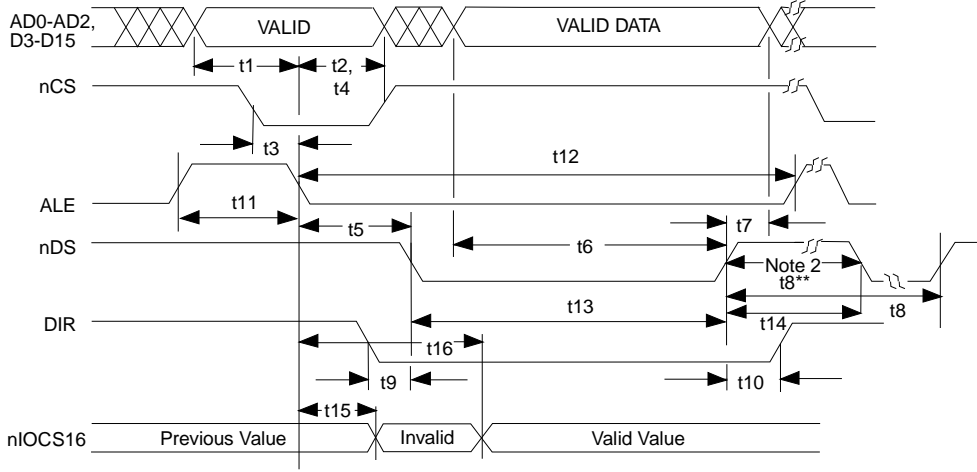 AD0-AD2,
D3-D15
VALID
VALID DATA
t1
t2,
t4
nCS
t3
t12
ALE
t11
t5
t7
nDS
t6
Note 2
t8**
t8
t13
t14
DIR
t16
t9
t10
t15
nIOCS16
Previous Value
Invalid
Valid Value